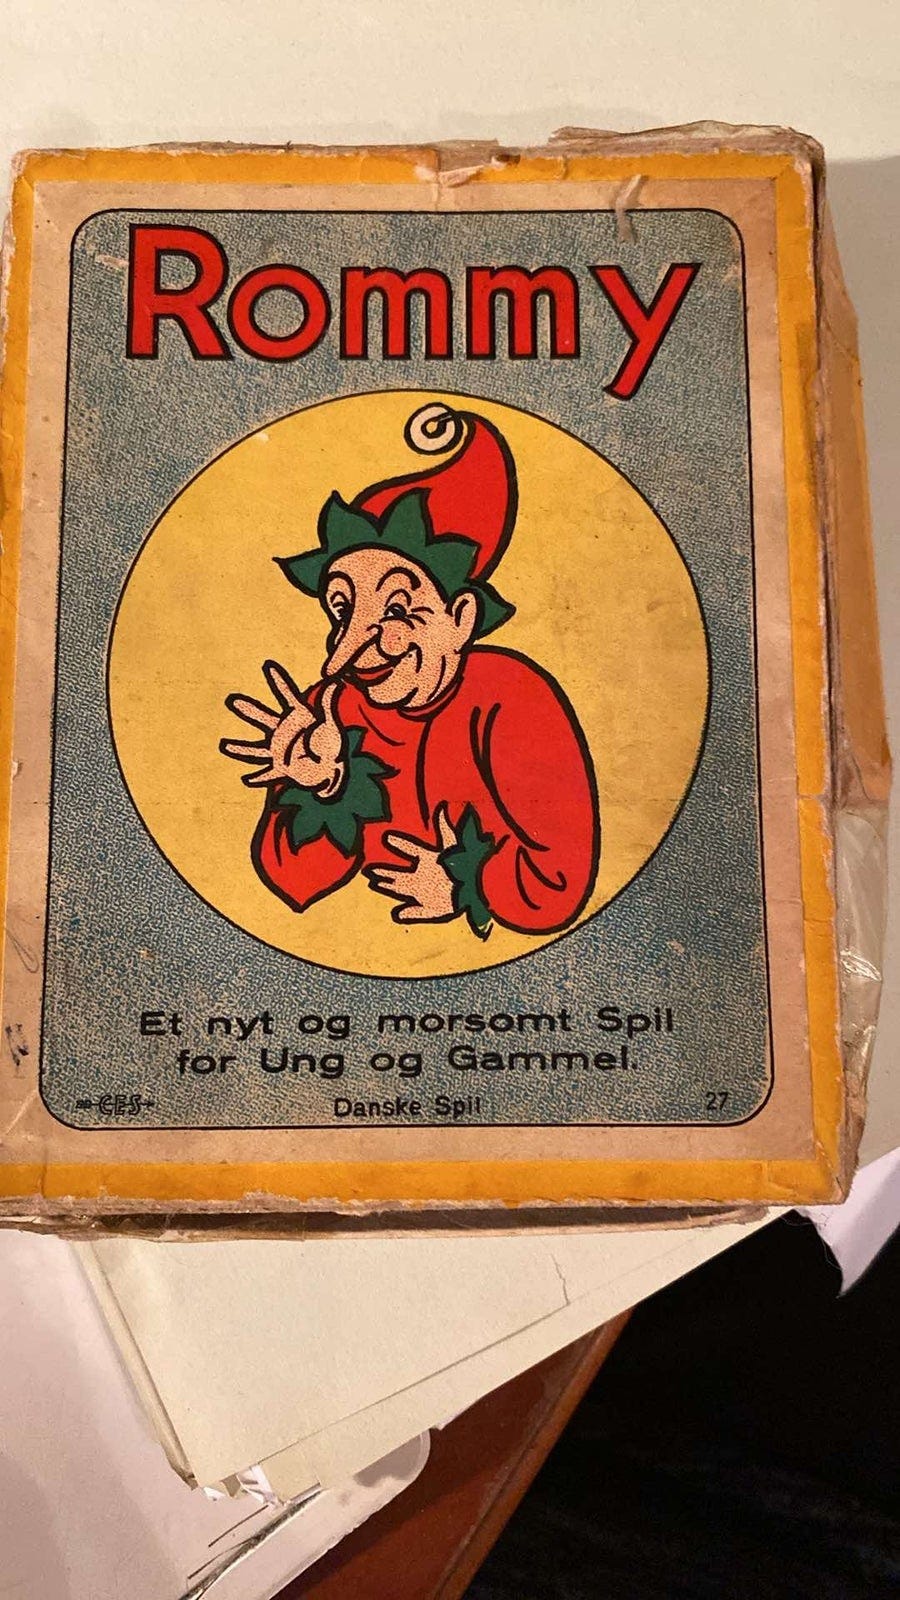 Rommy
Et nyt og morsomt Spil
for Ung og Gammel.
CES
Danske Spil
27